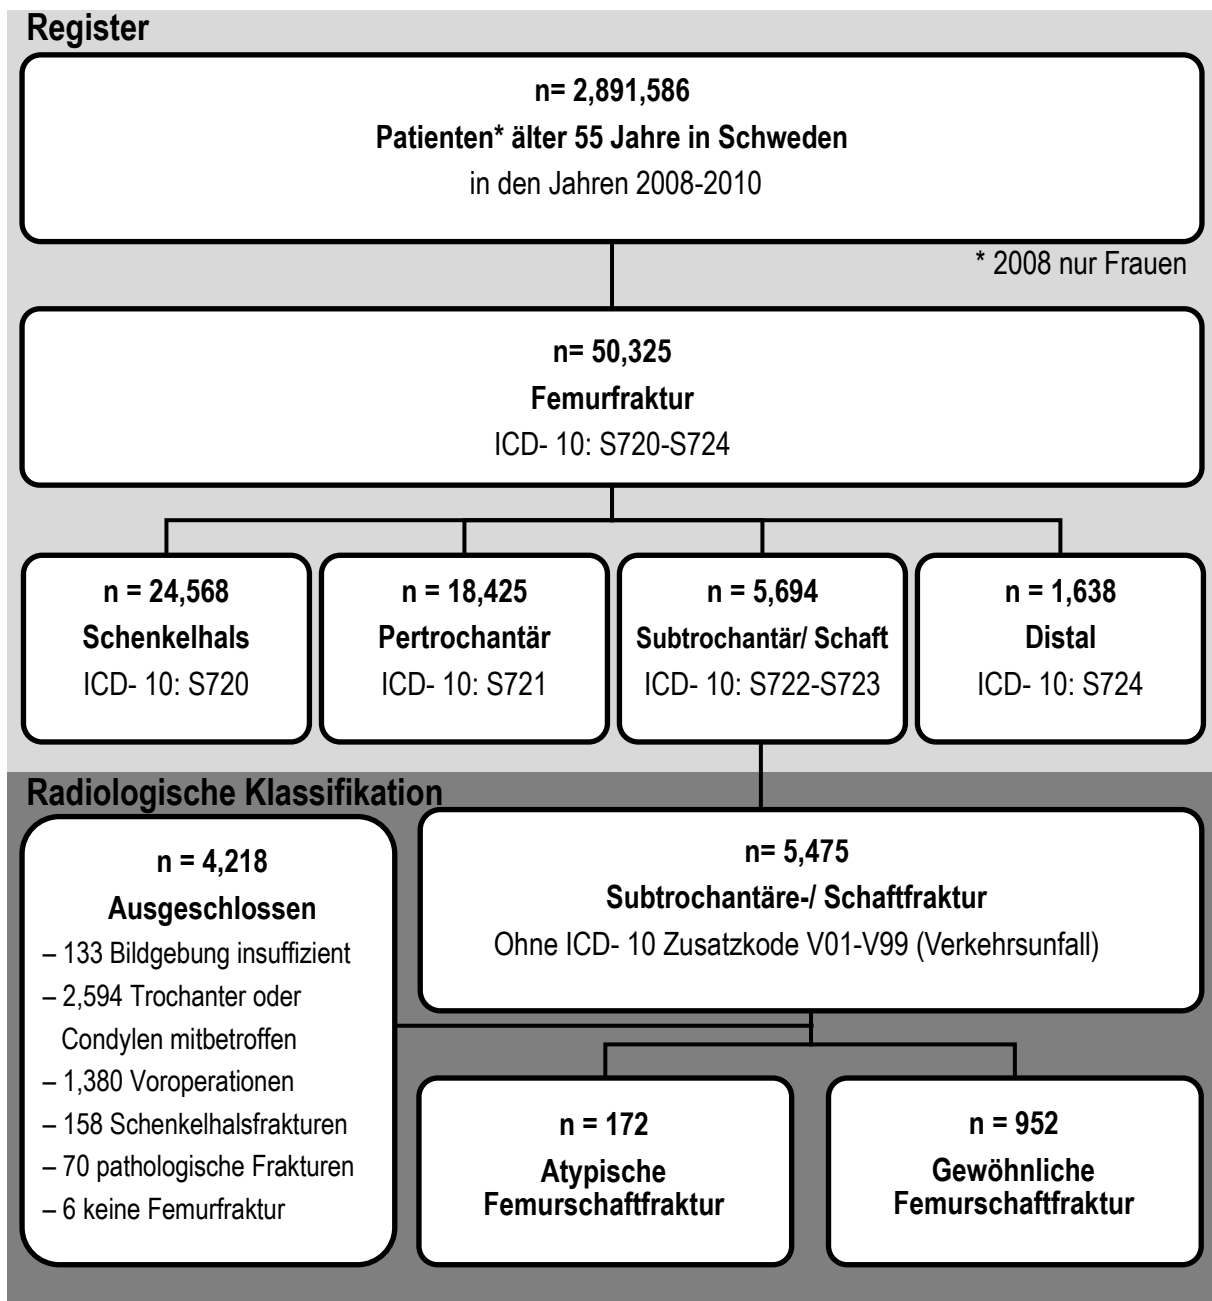 Register
n= 2,891,586
Patienten* älter 55 Jahre in Schweden
in den Jahren 2008-2010
* 2008 nur Frauen
n= 50,325
Femurfraktur
ICD- 10: S720-S724
n = 24,568
Schenkelhals
ICD- 10: S720
n = 18,425
Pertrochantär
ICD- 10: S721
n = 5,694
Subtrochantär/ Schaft
ICD- 10: S722-S723
n = 1,638
Distal
ICD- 10: S724
Radiologische Klassifikation
n = 4,218
Ausgeschlossen
– 133 Bildgebung insuffizient
– 2,594 Trochanter oder
Condylen mitbetroffen
– 1,380 Voroperationen
– 158 Schenkelhalsfrakturen
– 70 pathologische Frakturen
– 6 keine Femurfraktur
n= 5,475
Subtrochantäre-/ Schaftfraktur
Ohne ICD- 10 Zusatzkode V01-V99 (Verkehrsunfall)
n = 172
Atypische
Femurschaftfraktur
n = 952
Gewöhnliche
Femurschaftfraktur